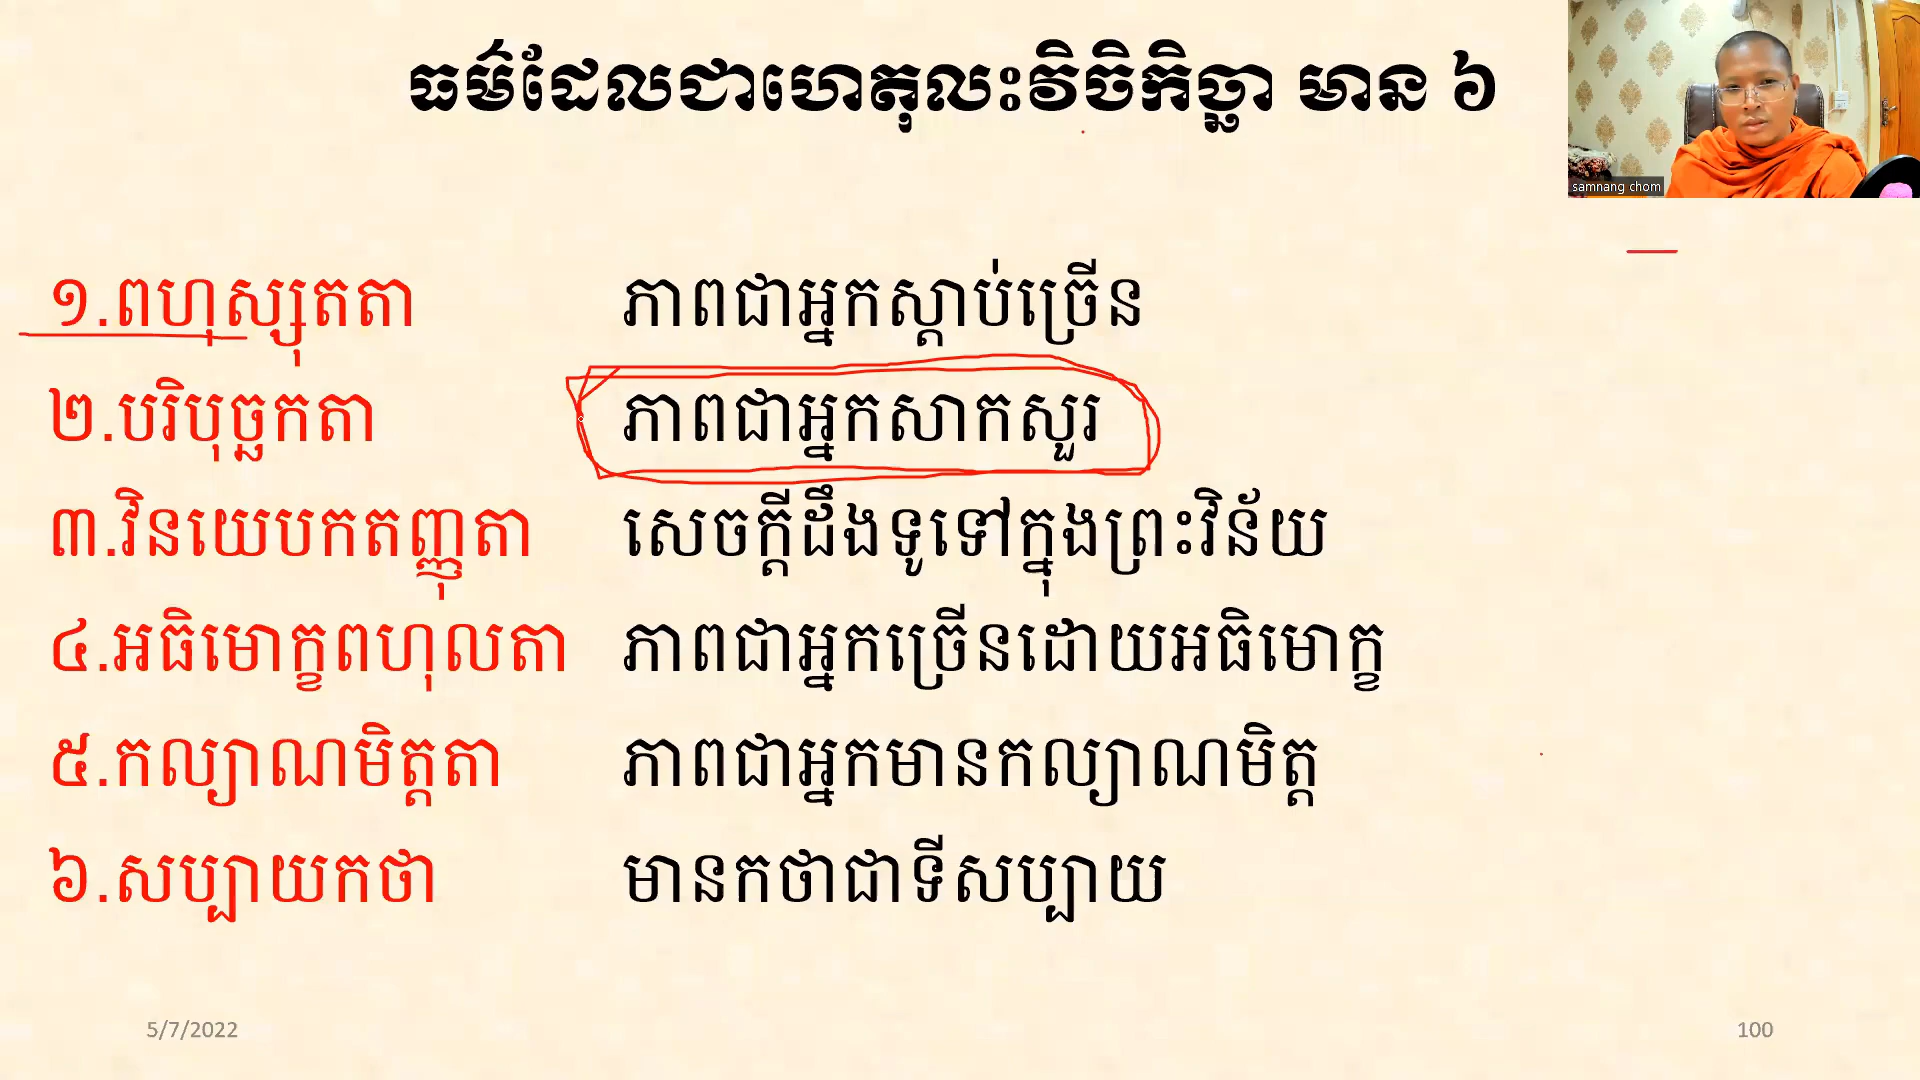 ធម៌ដែលជាហេតុលះវិចិកិច្ឆា មាន ៦
samnang chom
១.ពហុស្សុតតា ភាពជាអ្នកស្តាប់ច្រើន
២.បរិបុច្ឆកតា ភាពជាអ្នកសាកសួរ
៣.វិនយេបកតញ្ញុតា សេចក្តីដឹងទូទៅក្នុងព្រះវិន័យ
៤.អធិមោក្ខពហុលតា ភាពជាអ្នកច្រើនដោយអធិមោក្ខ
៥.កល្យាណមិត្តតា ភាពជាអ្នកមានកល្យាណមិត្ត
៦.សប្បាយកថា មានកថាជាទីសប្បាយ
5/7/2022 100